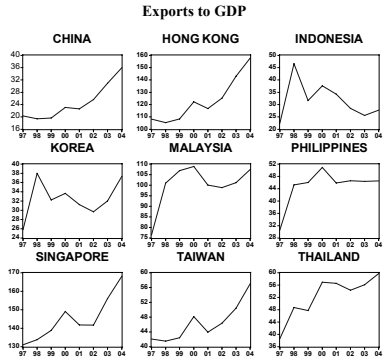 Exports to GDP
CHINA HONG KONG INDONESIA
40 160 50
36 150 45
32 140 40
28 130 35
24 120 30
20 110 25
16 100 20
97 98 99 00 01 02 03 04 97 98 99 00 01 02 03 04 97 98 99 00 01 02 03 04
KOREA MALAYSIA PHILIPPINES
40 110 52
38 105 48
36 100 44
34 95 40
32 90 36
30 85 32
28 80 28
26 75
24
97 98 99 00 01 02 03 04 97 98 99 00 01 02 03 04 97 98 99 00 01 02 03 04
SINGAPORE TAIWAN THAILAND
170 60 60
160 56 56
150 52 52
140 48 48
130 44 44
40 40
36
97 98 99 00 01 02 03 04 97 98 99 00 01 02 03 04 97 98 99 00 01 02 03 04